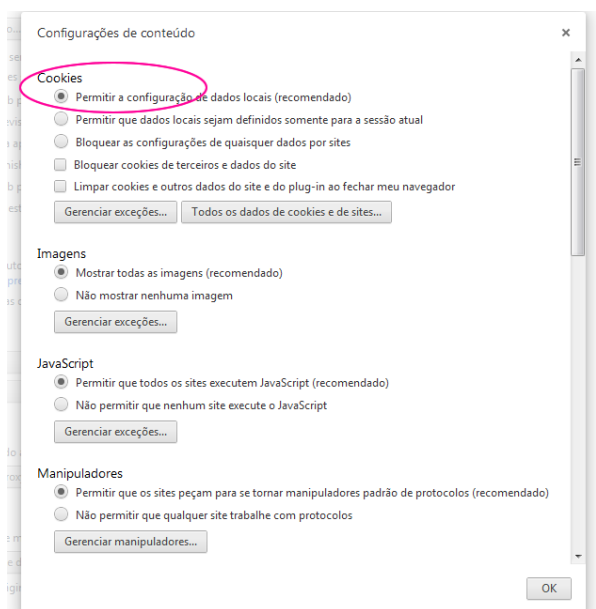 Configurações de conteúdo
Cookies
Permitir a configuração de dados locais (recomendado)
Permitir que dados locais sejam definidos somente para a sessão atual
Bloquear as configurações de quaisquer dados por sites
Bloquear cookies de terceiros e dados do site
Limpar cookies e outros dados do site e do plug-in ao fechar meu navegador
Gerenciar exceções... Todos os dados de cookies e de sites...
Imagens
Mostrar todas as imagens (recomendado)
Não mostrar nenhuma imagem
Gerenciar exceções...
JavaScript
Permitir que todos os sites executem JavaScript (recomendado)
Não permitir que nenhum site execute o JavaScript
Gerenciar exceções...
Manipuladores
Permitir que os sites peçam para se tornar manipuladores padrão de protocolos (recomendado)
Não permitir que qualquer site trabalhe com protocolos
Gerenciar manipuladores...
OK